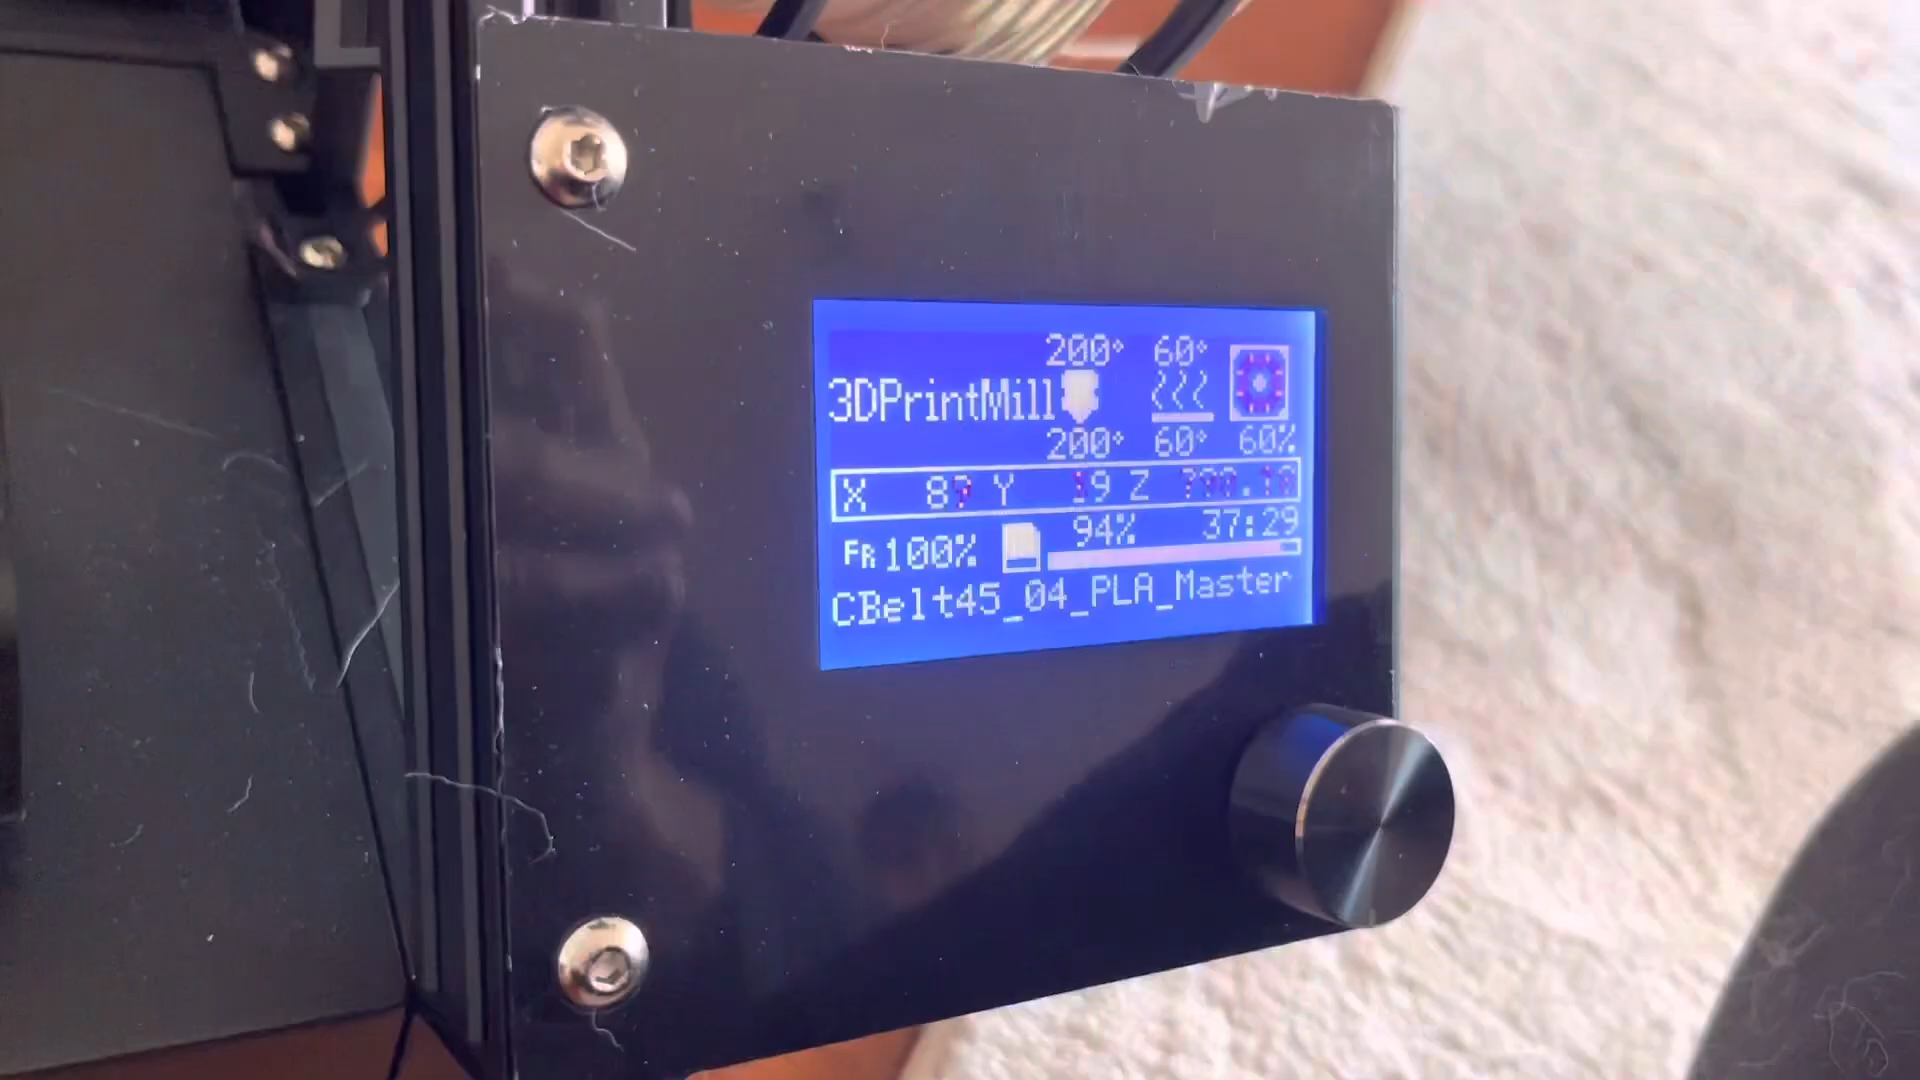 200° 60°
3DPrintMill
200° 60° 60%
X Y Z
94% 37:29
FR 100%
CBelt45_04_PLA_Master